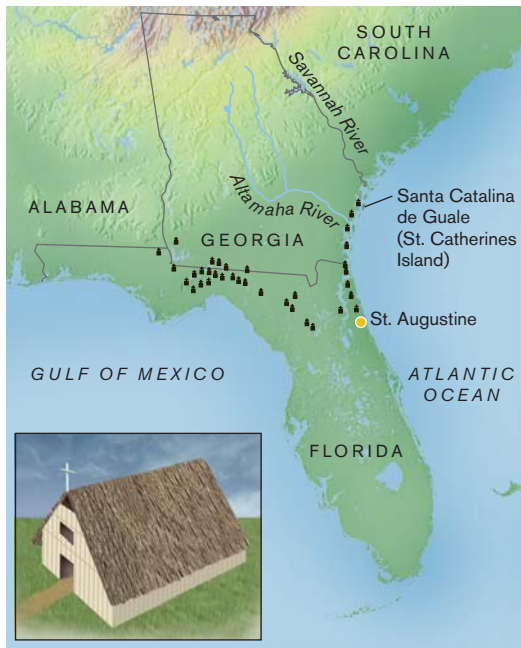 SOUTH
CAROLINA
Savannah River
Altamaha River
Santa Catalina
de Guale
(St. Catherines
Island)
ALABAMA
GEORGIA
St. Augustine
GULF OF MEXICO
ATLANTIC
OCEAN
FLORIDA